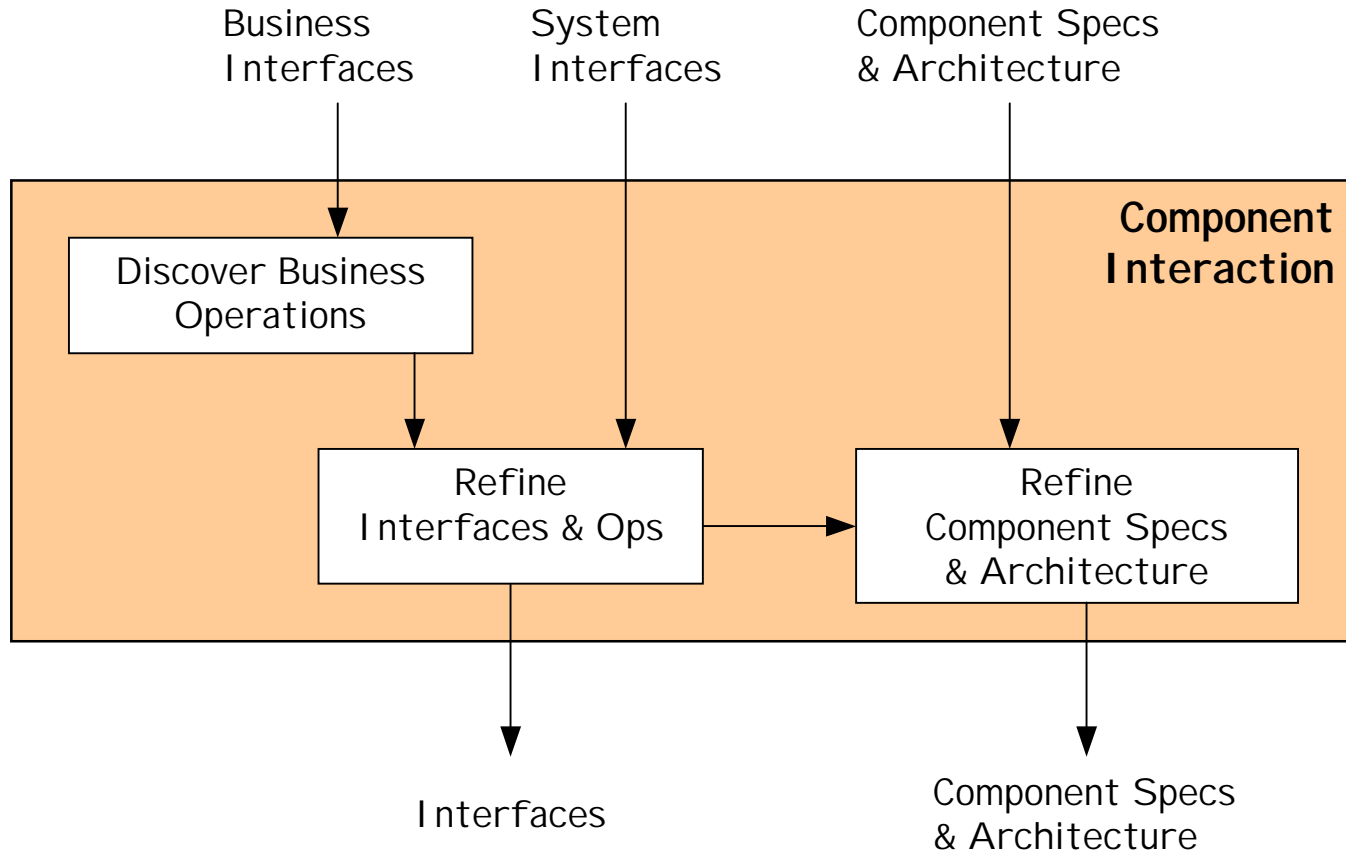 Business
Interfaces
System
Interfaces
Component Specs
& Architecture
Component
Interaction
Discover Business
Operations
Refine
Interfaces & Ops
Refine
Component Specs
& Architecture
Interfaces
Component Specs
& Architecture